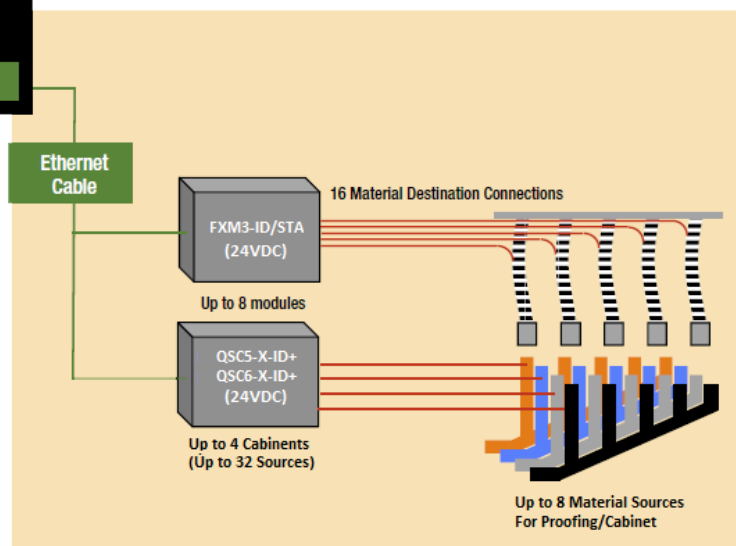 Ethernet
Cable
16 Material Destination Connections
FXM3-ID/STA
(24VDC)
Up to 8 modules
QSC5-X-ID+
QSC6-X-ID+
(24VDC)
Up to 4 Cabinents
(Up to 32 Sources)
Up to 8 Material Sources
For Proofing/Cabinet